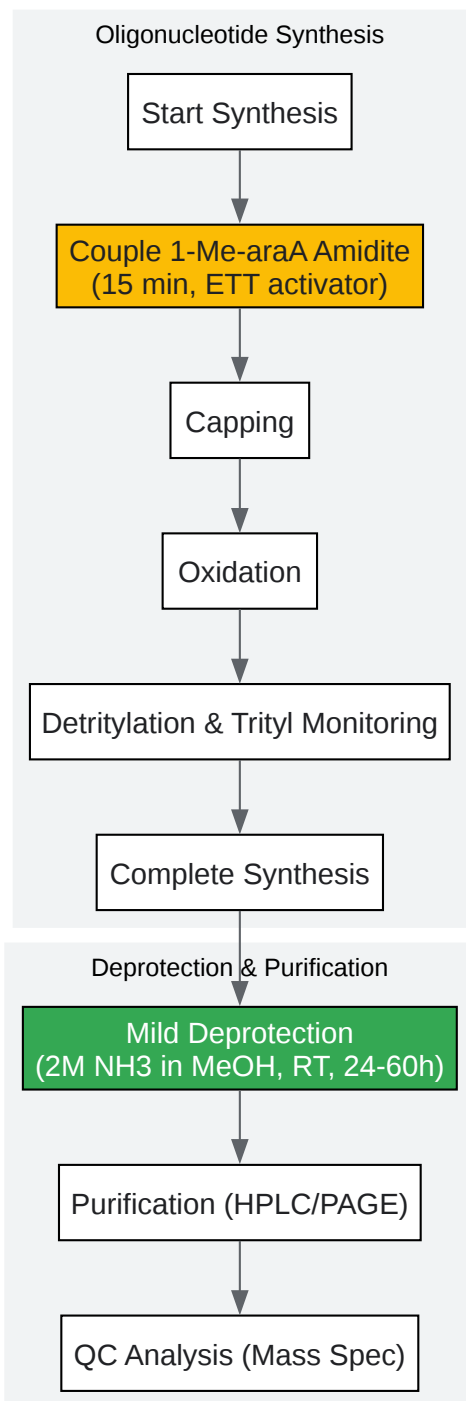 Oligonucleotide Synthesis
Start Synthesis
Couple 1-Me-araA Amidite
(15 min, ETT activator)
Capping
Oxidation
Detritylation & Trityl Monitoring
Complete Synthesis
Deprotection & Purification
Mild Deprotection
(2M NH3 in MeOH, RT, 24-60h)
Purification (HPLC/PAGE)
QC Analysis (Mass Spec)